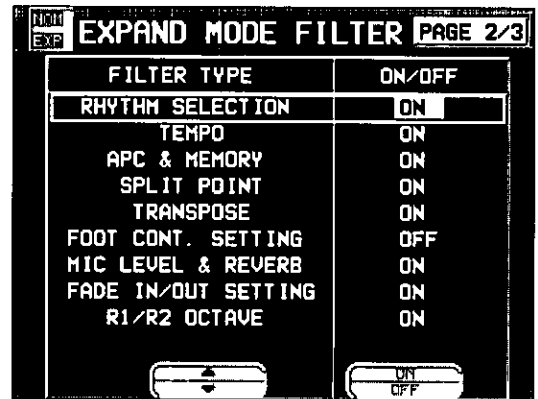 NOM
EXP EXPAND MODE FILTER PAGE 2/3
FILTER TYPE ON/OFF
RHYTHM SELECTION ON
TEMPO ON
APC & MEMORY ON
SPLIT POINT ON
TRANSPOSE ON
FOOT CONT. SETTING OFF
MIC LEVEL & REVERB ON
FADE IN/OUT SETTING ON
R1/R2 OCTAVE ON
ON
OFF